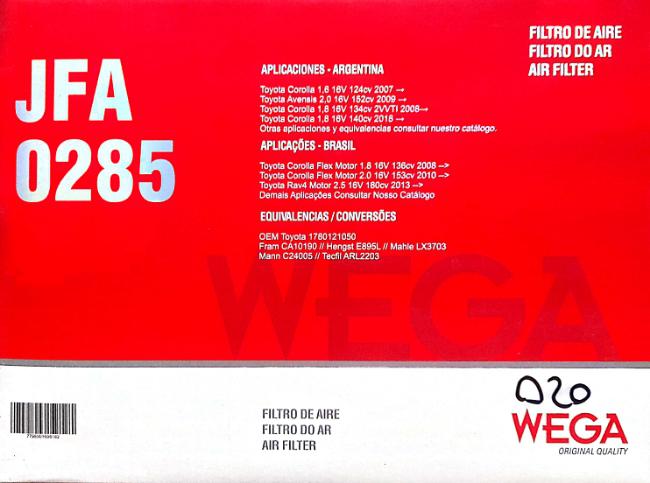 FILTRO DE AIRE
FILTRO DO AR
AIR FILTER
JFA
0285
APLICACIONES - ARGENTINA
Toyota Corolla 1,6 16V 124cv 2007 →
Toyota Avensis 2,0 16V 152cv 2009 →
Toyota Corolla 1,8 16V 134cv 2VVTI 2008→
Toyota Corolla 1,8 16V 140cv 2016 →
Otras aplicaciones y equivalencias consultar nuestro catálogo.
APLICAÇÕES - BRASIL
Toyota Corolla Flex Motor 1.8 16V 136cv 2008 -->
Toyota Corolla Flex Motor 2.0 16V 153cv 2010 -->
Toyota Rav4 Motor 2.5 16V 180cv 2013 -->
Demais Aplicações Consultar Nosso Catálogo
EQUIVALENCIAS / CONVERSÕES
OEM Toyota 1780121050
Fram CA10190 // Hengst E895L // Mahle LX3703
Mann C24005 // Tecfil ARL2203
WEGA
FILTRO DE AIRE
FILTRO DO AR
AIR FILTER
020
WEGA
ORIGINAL QUALITY